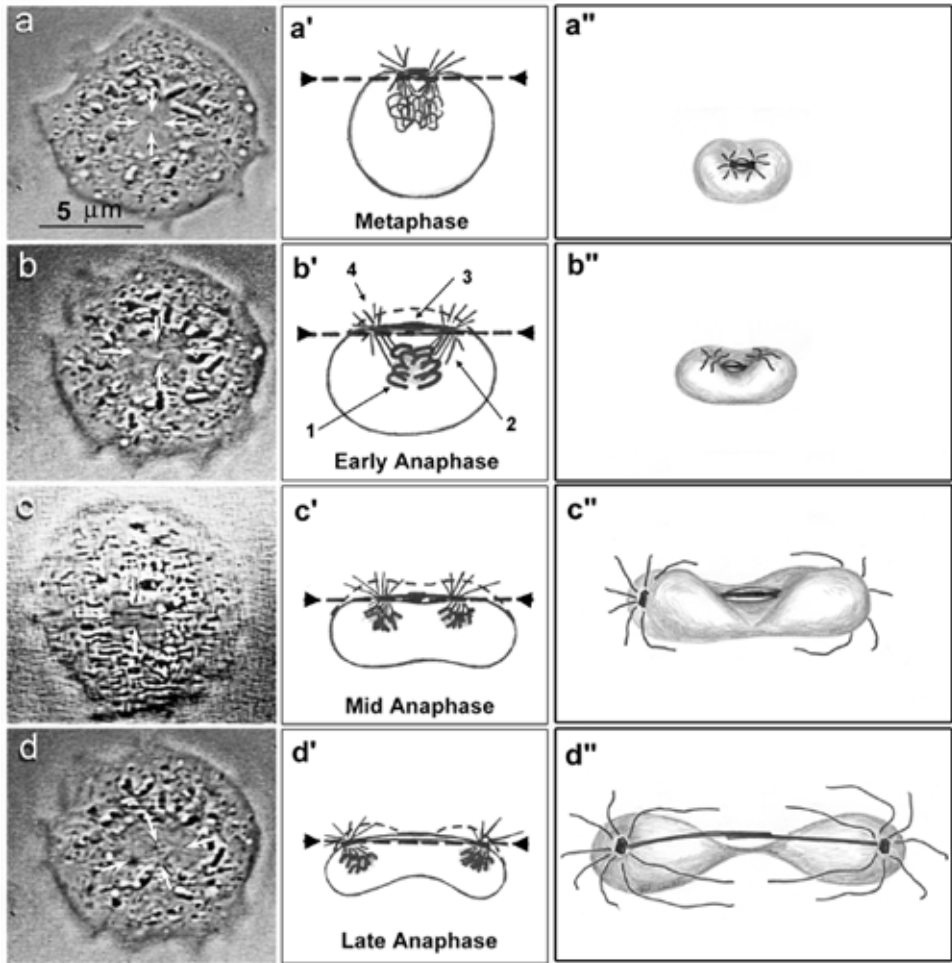 a
a'
a"
5 μm
Metaphase
b
b'
b"
4
3
1
2
Early Anaphase
c
c'
c"
Mid Anaphase
d
d'
d"
Late Anaphase